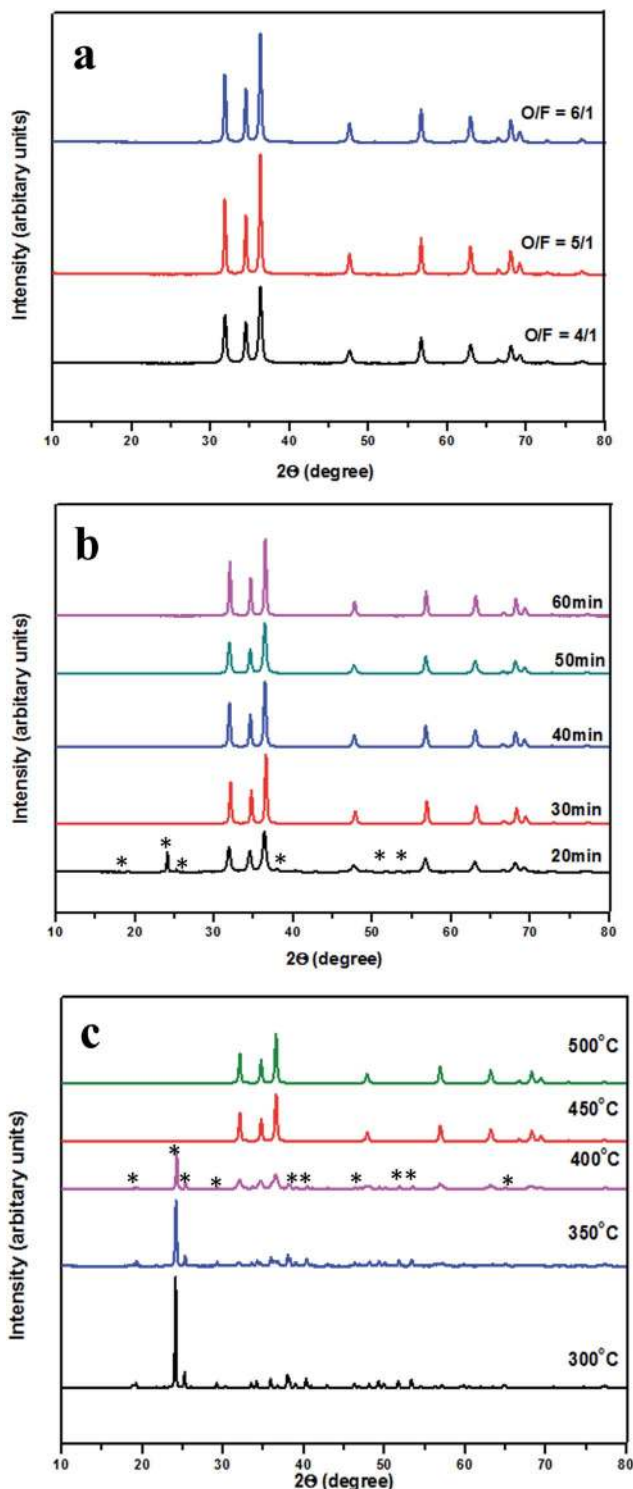 a
O/F = 6/1
O/F = 5/1
O/F = 4/1
Intensity (arbitary units)
10 20 30 40 50 60 70 80
2Θ (degree)
b
60min
50min
40min
30min
20min
* * * * * *
Intensity (arbitary units)
10 20 30 40 50 60 70 80
2Θ (degree)
c
500°C
450°C
400°C
* * * * * * * * * *
350°C
300°C
Intensity (arbitary units)
10 20 30 40 50 60 70 80
2Θ (degree)